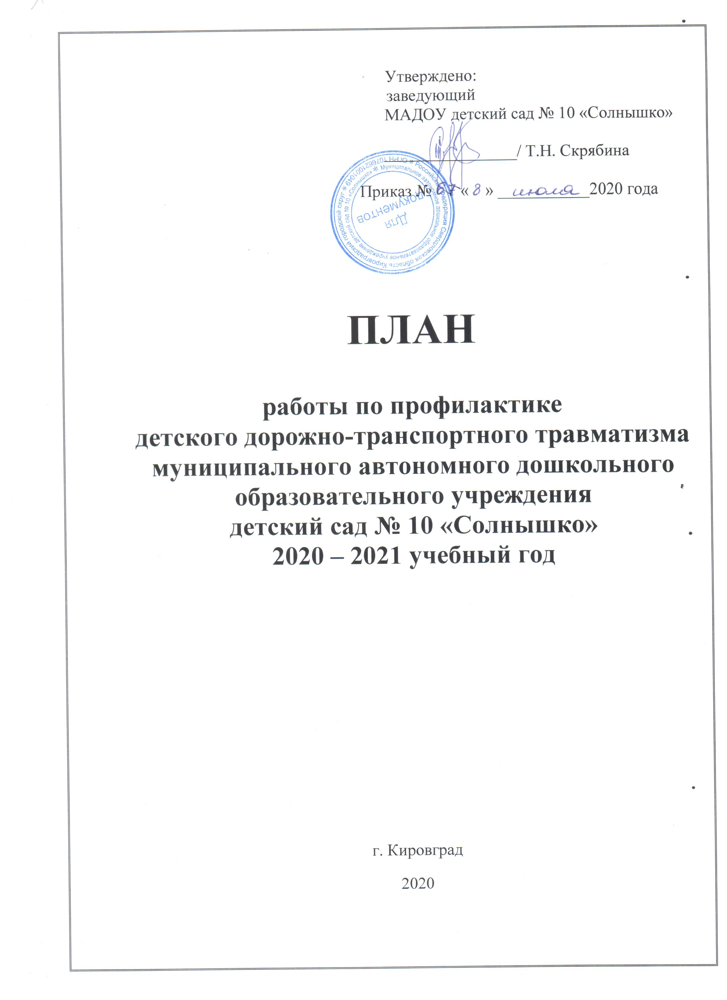 Утверждено:
заведующий
МАДОУ детский сад № 10 «Солнышко»
/ Т.Н. Скрябина
Приказ № 67 « 8 » июля 2020 года
Российская Федерация Свердловская область Кировградский городской округ * ОГРН 1076621001049 *
Муниципальное автономное дошкольное образовательное учреждение детский сад № 10 «Солнышко» *
Для
документов
ПЛАН
работы по профилактике
детского дорожно-транспортного травматизма
муниципального автономного дошкольного
образовательного учреждения
детский сад № 10 «Солнышко»
2020 – 2021 учебный год
г. Кировград
2020